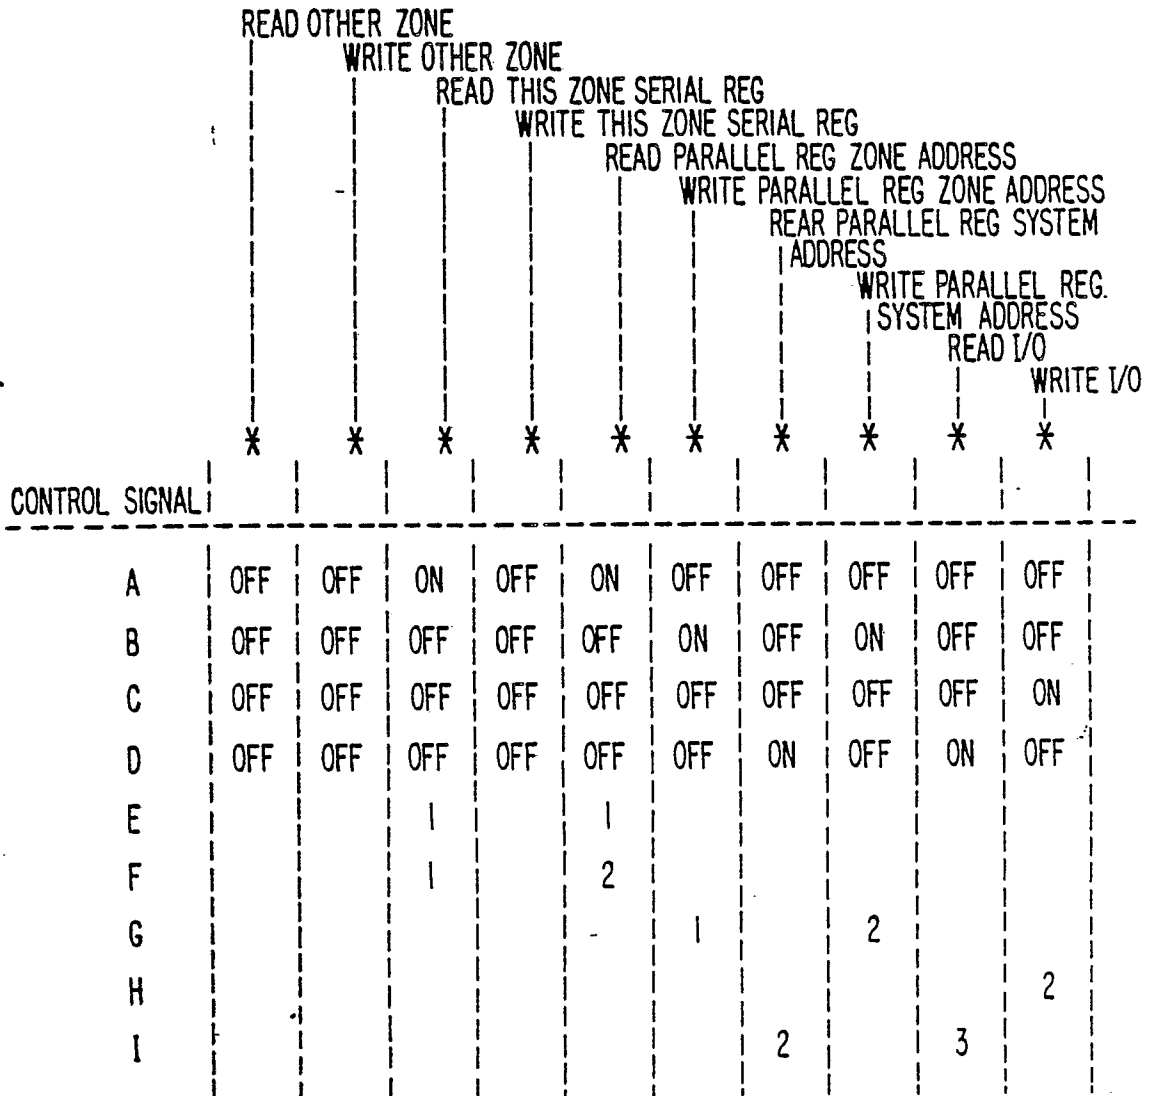 READ OTHER ZONE
WRITE OTHER ZONE
READ THIS ZONE SERIAL REG
WRITE THIS ZONE SERIAL REG
READ PARALLEL REG ZONE ADDRESS
WRITE PARALLEL REG ZONE ADDRESS
REAR PARALLEL REG SYSTEM
ADDRESS
WRITE PARALLEL REG.
SYSTEM ADDRESS
READ I/O
WRITE I/O
* * * * * * * * * *
CONTROL SIGNAL
A OFF OFF ON OFF ON OFF OFF OFF OFF OFF
B OFF OFF OFF OFF OFF ON OFF ON OFF OFF
C OFF OFF OFF OFF OFF OFF OFF OFF OFF ON
D OFF OFF OFF OFF OFF OFF ON OFF ON OFF
E 1 1
F 1 2
G 1 2
H 2
I 2 3